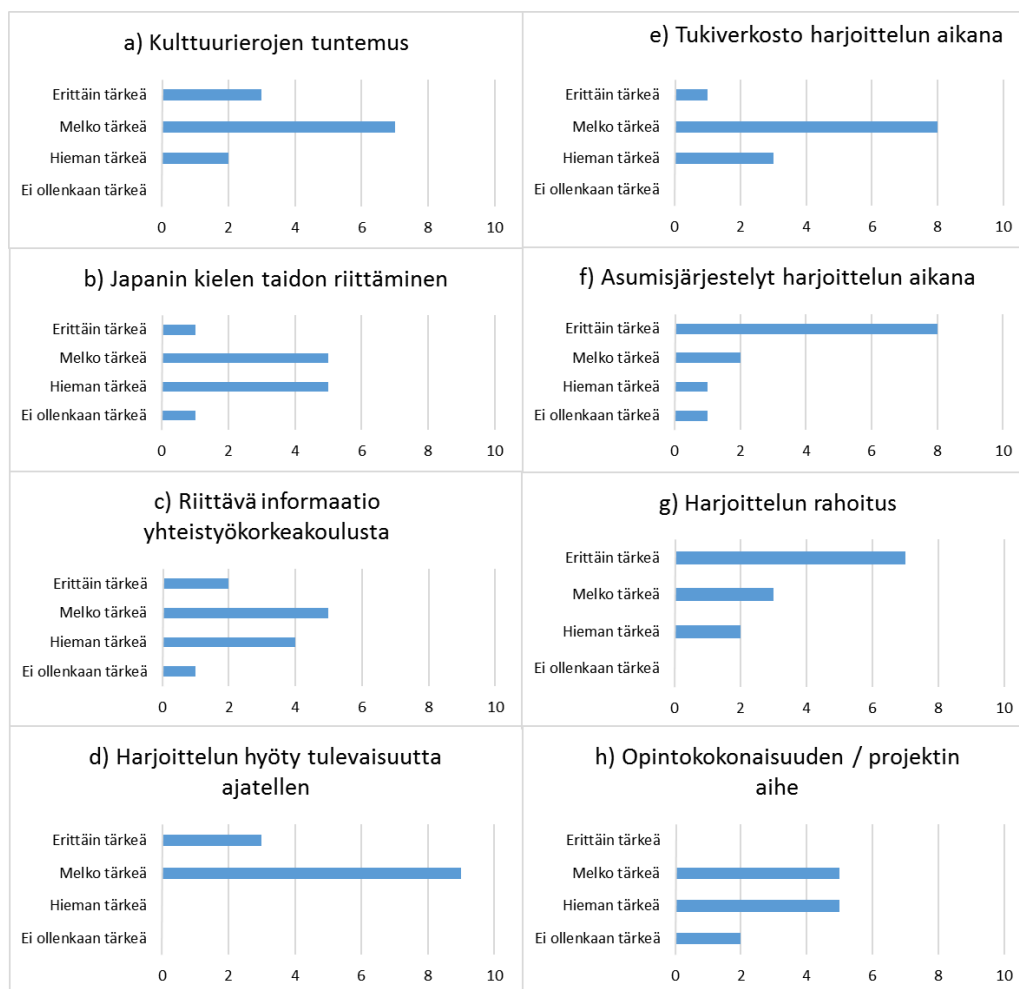 a) Kulttuurierojen tuntemus
Erittäin tärkeä
Melko tärkeä
Hieman tärkeä
Ei ollenkaan tärkeä
0 2 4 6 8 10
e) Tukiverkosto harjoittelun aikana
Erittäin tärkeä
Melko tärkeä
Hieman tärkeä
Ei ollenkaan tärkeä
0 2 4 6 8 10
b) Japanin kielen taidon riittäminen
Erittäin tärkeä
Melko tärkeä
Hieman tärkeä
Ei ollenkaan tärkeä
0 2 4 6 8 10
f) Asumisjärjestelyt harjoittelun aikana
Erittäin tärkeä
Melko tärkeä
Hieman tärkeä
Ei ollenkaan tärkeä
0 2 4 6 8 10
c) Riittävä informaatio
yhteistyökorkeakoulusta
Erittäin tärkeä
Melko tärkeä
Hieman tärkeä
Ei ollenkaan tärkeä
0 2 4 6 8 10
g) Harjoittelun rahoitus
Erittäin tärkeä
Melko tärkeä
Hieman tärkeä
Ei ollenkaan tärkeä
0 2 4 6 8 10
d) Harjoittelun hyöty tulevaisuutta
ajatellen
Erittäin tärkeä
Melko tärkeä
Hieman tärkeä
Ei ollenkaan tärkeä
0 2 4 6 8 10
h) Opintokokonaisuuden / projektin
aihe
Erittäin tärkeä
Melko tärkeä
Hieman tärkeä
Ei ollenkaan tärkeä
0 2 4 6 8 10